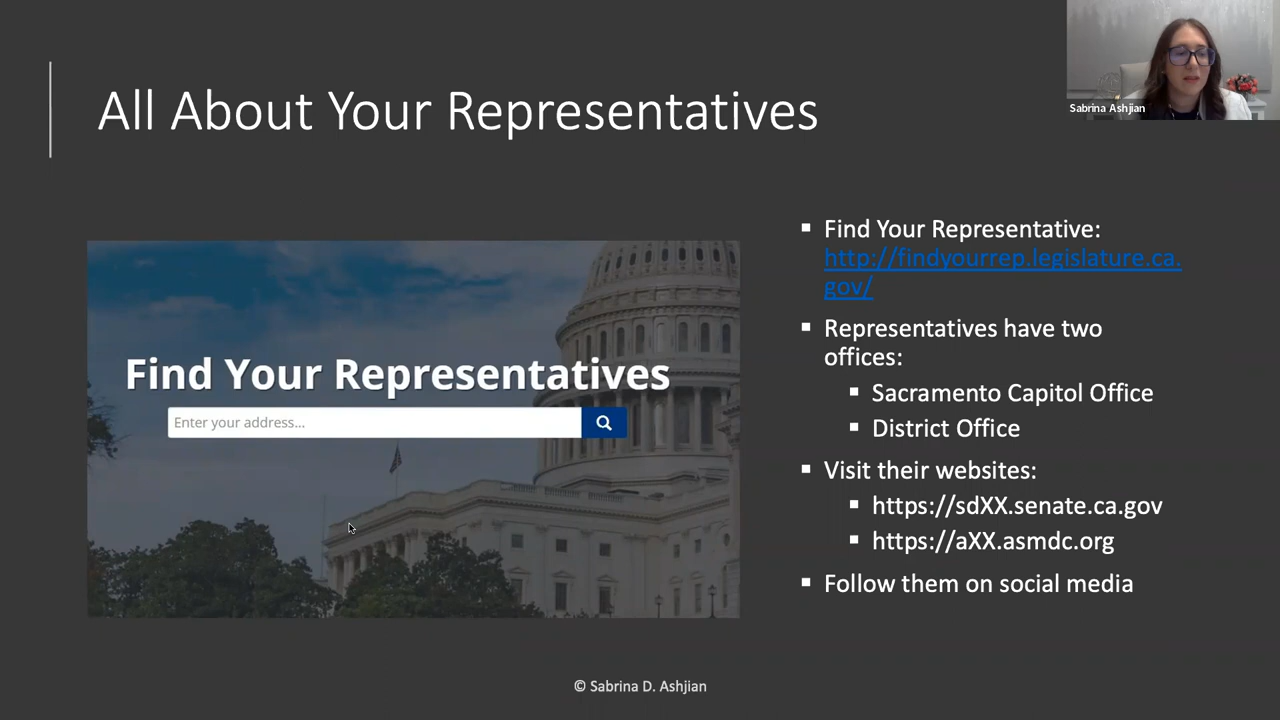 All About Your Representatives
Sabrina Ashjian
Find Your Representatives
Enter your address...
▪ Find Your Representative:
http://findyourrep.legislature.ca.
gov/
▪ Representatives have two
offices:
▪ Sacramento Capitol Office
▪ District Office
▪ Visit their websites:
▪ https://sdXX.senate.ca.gov
▪ https://aXX.asmdc.org
▪ Follow them on social media
© Sabrina D. Ashjian